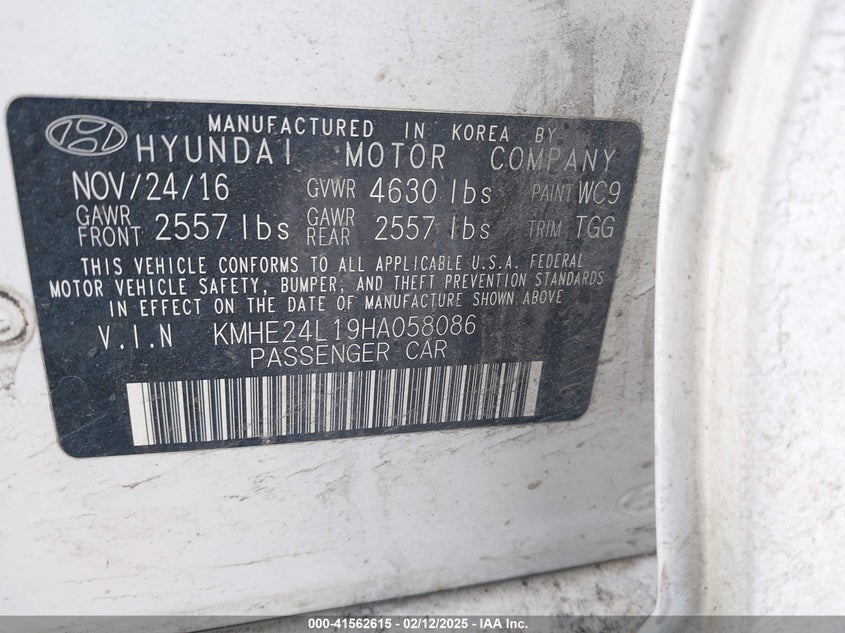 MANUFACTURED IN KOREA BY
HYUNDAI MOTOR COMPANY
NOV/24/16 GVWR 4630 lbs PAINT WC9
GAWR FRONT 2557 lbs GAWR REAR 2557 lbs TRIM TGG
THIS VEHICLE CONFORMS TO ALL APPLICABLE U.S.A. FEDERAL
MOTOR VEHICLE SAFETY, BUMPER, AND THEFT PREVENTION STANDARDS
IN EFFECT ON THE DATE OF MANUFACTURE SHOWN ABOVE
V.I.N KMHE24L19HA058086
PASSENGER CAR
000-41562615 - 02/12/2025 - IAA Inc.